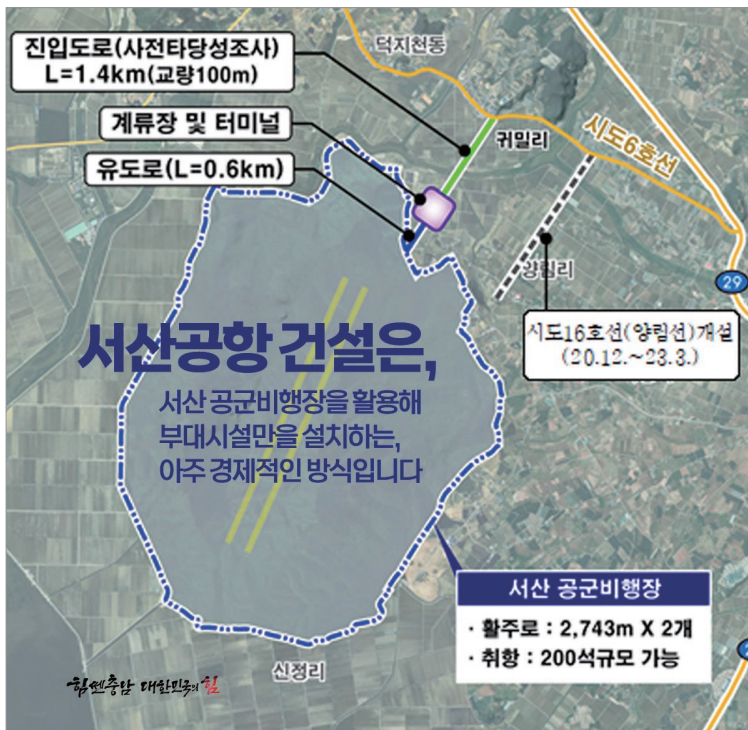 진입도로(사전타당성조사)
L=1.4km(교량100m)
덕지천동
계류장 및 터미널
귀밀리
시도6호선
유도로(L=0.6km)
양림리
29
시도16호선(양림선)개설
(20.12.~23.3.)
서산공항 건설은,
서산 공군비행장을 활용해
부대시설만을 설치하는,
아주 경제적인 방식입니다
서산 공군비행장
· 활주로 : 2,743m X 2개
· 취항 : 200석규모 가능
신정리
힘쎈충남 대한민국의 힘